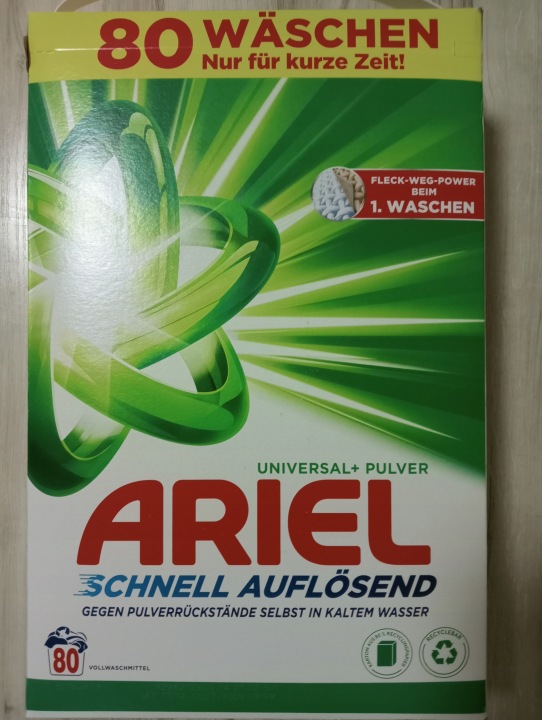 80 WÄSCHEN
Nur für kurze Zeit!
FLECK-WEG-POWER
BEIM
1. WASCHEN
UNIVERSAL+ PULVER
ARIEL
SCHNELL AUFLÖSEND
GEGEN PULVERRÜCKSTÄNDE SELBST IN KALTEM WASSER
80
VOLLWASCHMITTEL
RECYCLEBAR